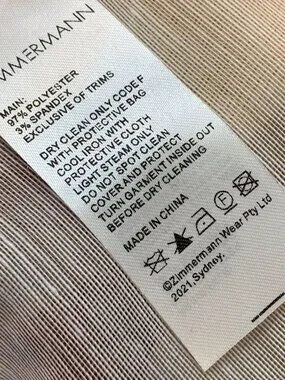 ZIMMERMANN
MAIN:
97% POLYESTER
3% SPANDEX
EXCLUSIVE OF TRIMS
DRY CLEAN ONLY CODE F
WITH PROTECTIVE BAG
COOL IRON WITH
PROTECTIVE CLOTH
LIGHT STEAM ONLY
DO NOT SPOT CLEAN
COVER AND PROTECT
TURN GARMENT INSIDE OUT
BEFORE DRY CLEANING
MADE IN CHINA
F
©Zimmermann Wear Pty Ltd
2021, Sydney.